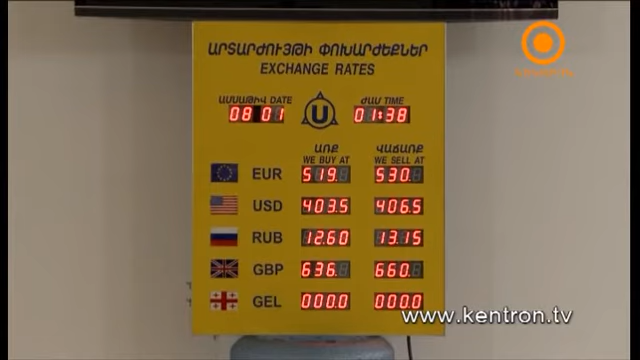 ԱՐՏԱՐԺՈՒՅԹԻ ՓՈԽԱՐԺԵՔՆԵՐ
EXCHANGE RATES
ԱՄՍԱԹԻՎ DATE ԺԱՄ TIME
08 01 01:38
ԱՌՔ ՎԱՃԱՌՔ
WE BUY AT WE SELL AT
EUR 519. 530.
USD 403.5 406.5
RUB 12.60 13.15
GBP 636. 660.
GEL 000.0 000.0
www.kentron.tv